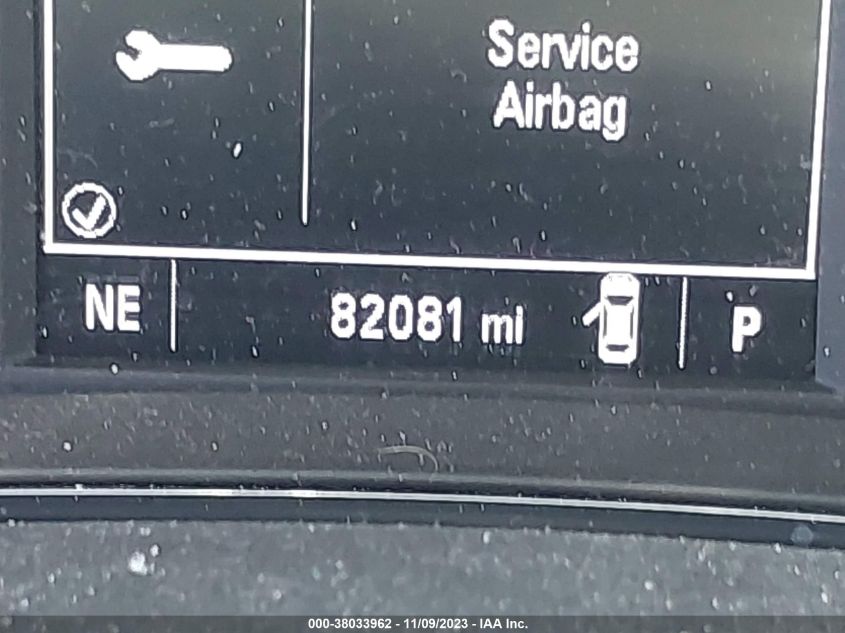 Service
Airbag
NE
82081 mi
P
000-38033962 - 11/09/2023 - IAA Inc.